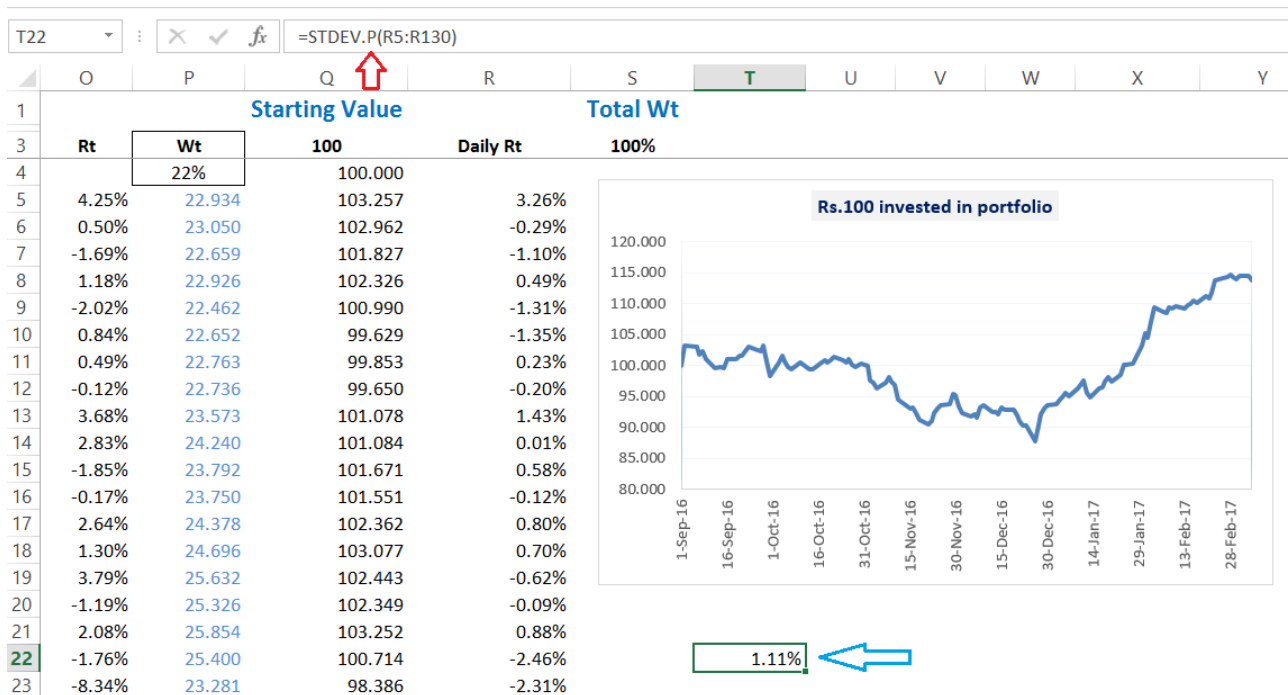 T22 fx =STDEV.P(R5:R130)
O P Q R S T U V W X Y
1 Starting Value Total Wt
3 Rt Wt 100 Daily Rt 100%
4 22% 100.000
5 4.25% 22.934 103.257 3.26%
6 0.50% 23.050 102.962 -0.29%
7 -1.69% 22.659 101.827 -1.10%
8 1.18% 22.926 102.326 0.49%
9 -2.02% 22.462 100.990 -1.31%
10 0.84% 22.652 99.629 -1.35%
11 0.49% 22.763 99.853 0.23%
12 -0.12% 22.736 99.650 -0.20%
13 3.68% 23.573 101.078 1.43%
14 2.83% 24.240 101.084 0.01%
15 -1.85% 23.792 101.671 0.58%
16 -0.17% 23.750 101.551 -0.12%
17 2.64% 24.378 102.362 0.80%
18 1.30% 24.696 103.077 0.70%
19 3.79% 25.632 102.443 -0.62%
20 -1.19% 25.326 102.349 -0.09%
21 2.08% 25.854 103.252 0.88%
22 -1.76% 25.400 100.714 -2.46% 1.11%
23 -8.34% 23.281 98.386 -2.31%
Rs.100 invested in portfolio
120.000
115.000
110.000
105.000
100.000
95.000
90.000
85.000
80.000
1-Sep-16
16-Sep-16
1-Oct-16
16-Oct-16
31-Oct-16
15-Nov-16
30-Nov-16
15-Dec-16
30-Dec-16
14-Jan-17
29-Jan-17
13-Feb-17
28-Feb-17